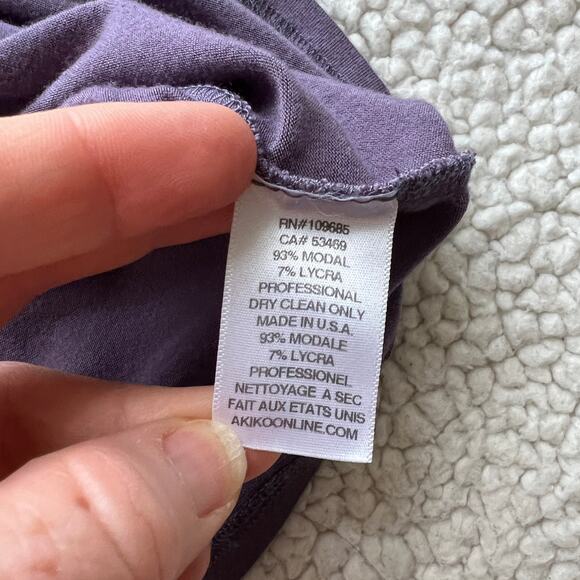 RN#109685
CA# 53469
93% MODAL
7% LYCRA
PROFESSIONAL
DRY CLEAN ONLY
MADE IN U.S.A.
93% MODALE
7% LYCRA
PROFESSIONEL
NETTOYAGE A SEC
FAIT AUX ETATS UNIS
AKIKOONLINE.COM